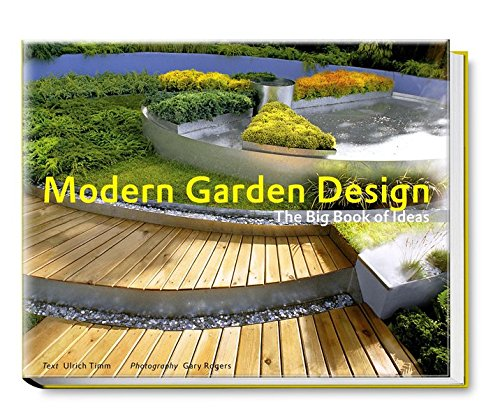 Modern Garden Design
The Big Book of Ideas
Text Ulrich Timm Photography Gary Rogers